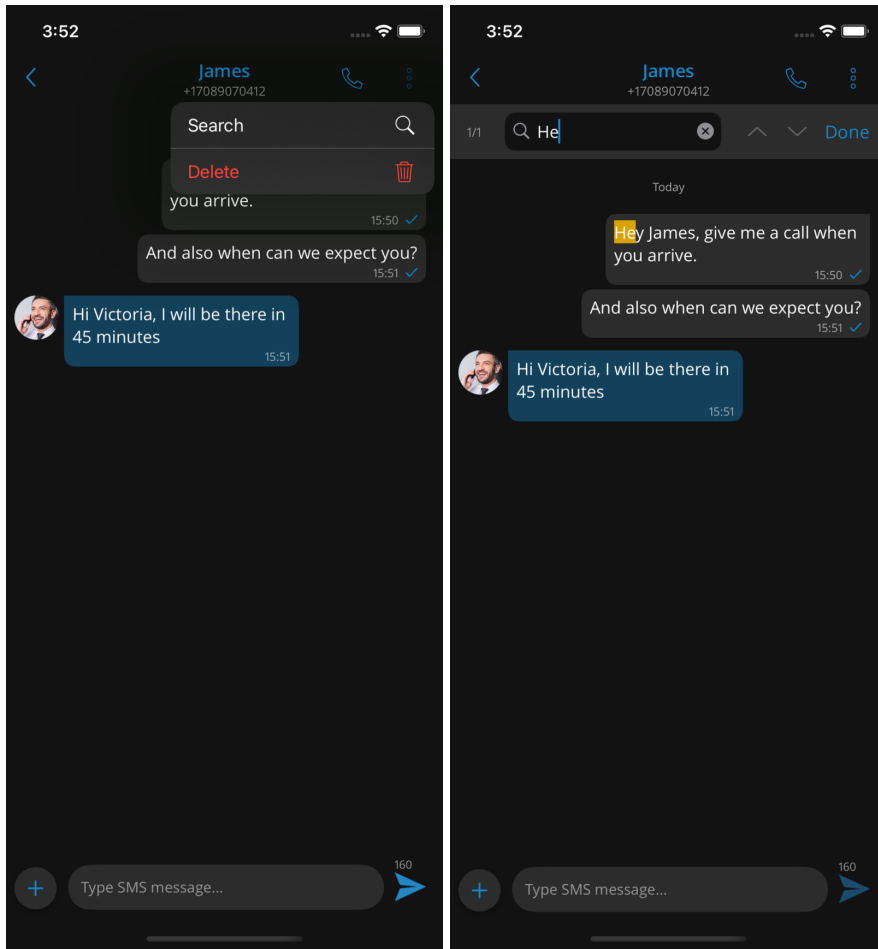 3:52
James
+17089070412
Search
Delete
you arrive.
15:50
And also when can we expect you?
15:51
Hi Victoria, I will be there in
45 minutes
15:51
160
Type SMS message...
3:52
James
+17089070412
1/1
He
Done
Today
Hey James, give me a call when
you arrive.
15:50
And also when can we expect you?
15:51
Hi Victoria, I will be there in
45 minutes
15:51
160
Type SMS message...